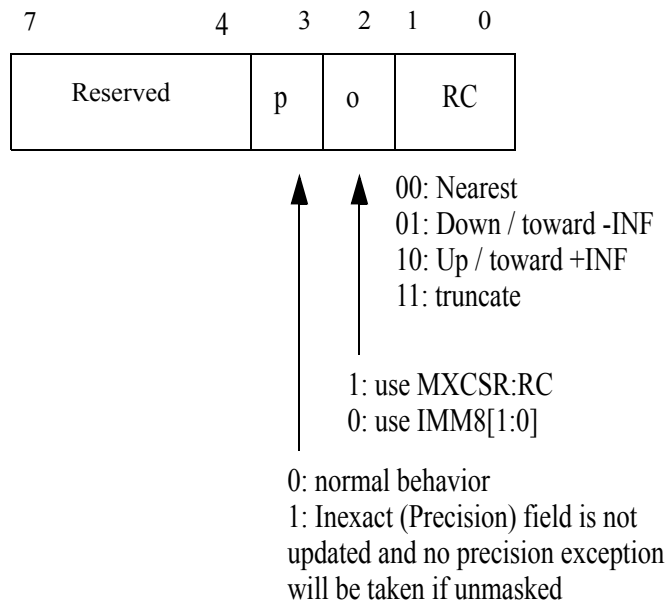 7 4 3 2 1 0
Reserved p o RC
00: Nearest
01: Down / toward -INF
10: Up / toward +INF
11: truncate
1: use MXCSR:RC
0: use IMM8[1:0]
0: normal behavior
1: Inexact (Precision) field is not
updated and no precision exception
will be taken if unmasked